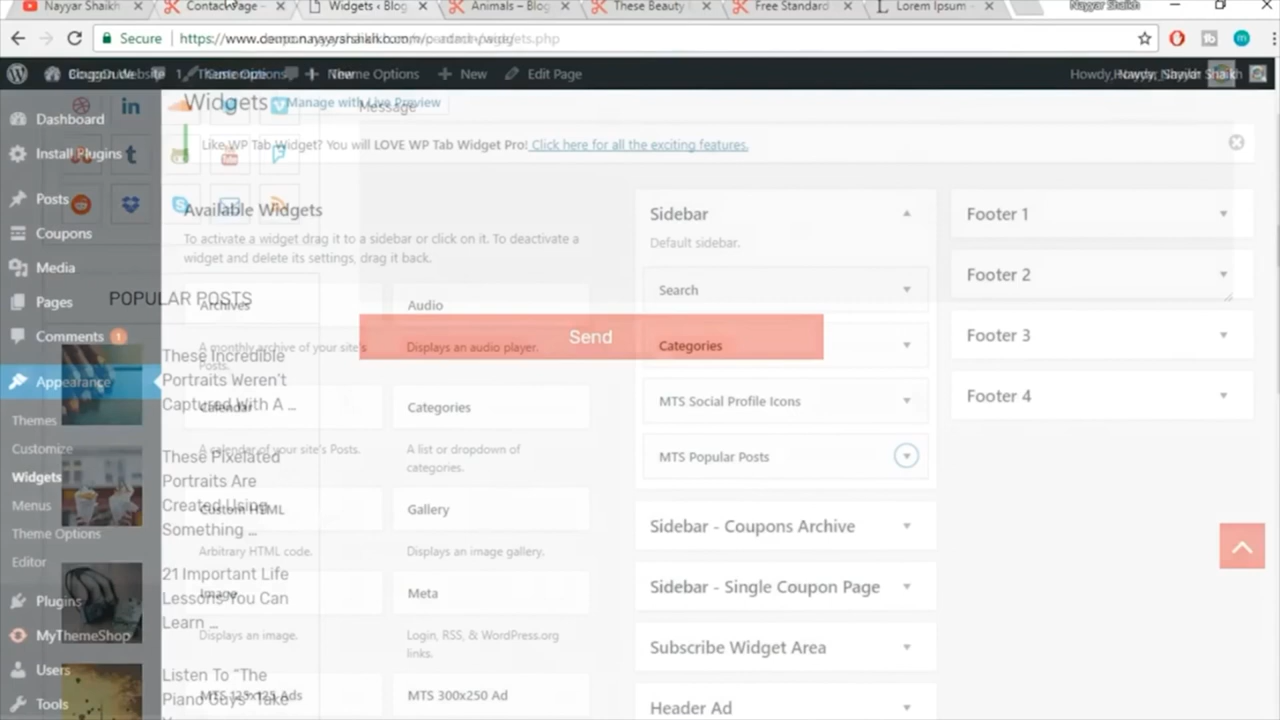 Nayyar Shaikh
Contact Page –
Widgets ‹ Blog
Animals – Blog
These Beauty
Free Standard
Lorem Ipsum –
Nayyar Shaikh
Secure
Customize
Theme Options
New
Edit Page
Howdy, Nayyar Shaikh
Widgets
Manage with Live Preview
Message
Like WP Tab Widget? You will LOVE WP Tab Widget Pro! Click here for all the exciting features.
Dashboard
Install Plugins
Posts
Coupons
Media
Pages
Comments 1
Appearance
Themes
Customize
Widgets
Menus
Theme Options
Editor
Plugins
MyThemeShop
Users
Tools
POPULAR POSTS
These Incredible
Portraits Weren't
Captured With A ...
These Pixelated
Portraits Are
Created Using
Something ...
21 Important Life
Lessons You Can
Learn ...
Listen To "The
Piano Guys" Take
Available Widgets
To activate a widget drag it to a sidebar or click on it. To deactivate a
widget and delete its settings, drag it back.
Archives
A monthly archive of your site's
Posts.
Audio
Displays an audio player.
Calendar
A calendar of your site's Posts.
Categories
A list or dropdown of
categories.
Custom HTML
Arbitrary HTML code.
Gallery
Displays an image gallery.
Image
Displays an image.
Meta
Login, RSS, & WordPress.org
links.
MTS 125x125 Ads
MTS 300x250 Ad
Send
Sidebar
Default sidebar.
Search
Categories
MTS Social Profile Icons
MTS Popular Posts
Sidebar - Coupons Archive
Sidebar - Single Coupon Page
Subscribe Widget Area
Header Ad
Footer 1
Footer 2
Footer 3
Footer 4